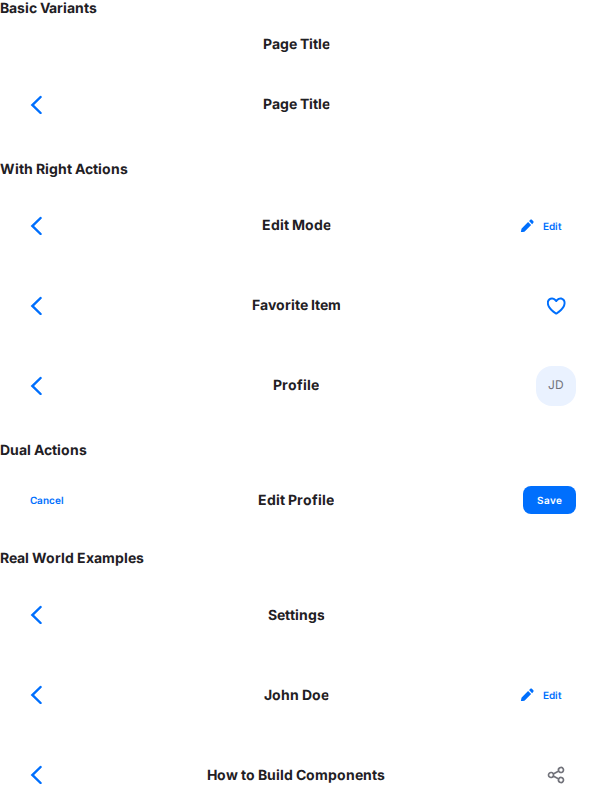 Basic Variants
Page Title
Page Title
With Right Actions
Edit Mode Edit
Favorite Item
Profile JD
Dual Actions
Cancel Edit Profile Save
Real World Examples
Settings
John Doe Edit
How to Build Components